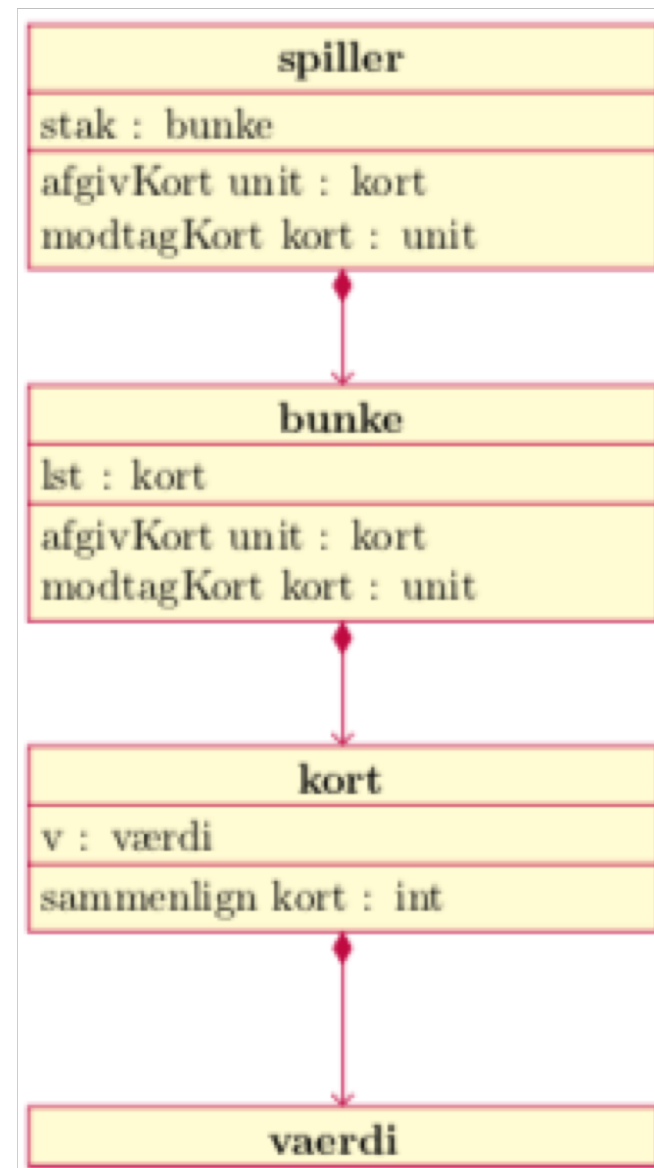 spiller
stak : bunke
afgivKort unit : kort
modtagKort kort : unit
bunke
lst : kort
afgivKort unit : kort
modtagKort kort : unit
kort
v : værdi
sammenlign kort : int
vaerdi